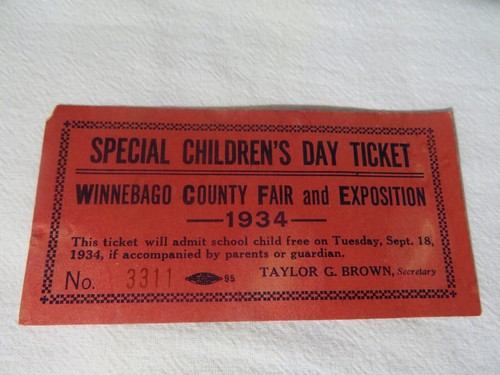 SPECIAL CHILDREN'S DAY TICKET
WINNEBAGO COUNTY FAIR and EXPOSITION
—1934—
This ticket will admit school child free on Tuesday, Sept. 18,
1934, if accompanied by parents or guardian.
No. 3311 95 TAYLOR G. BROWN, Secretary